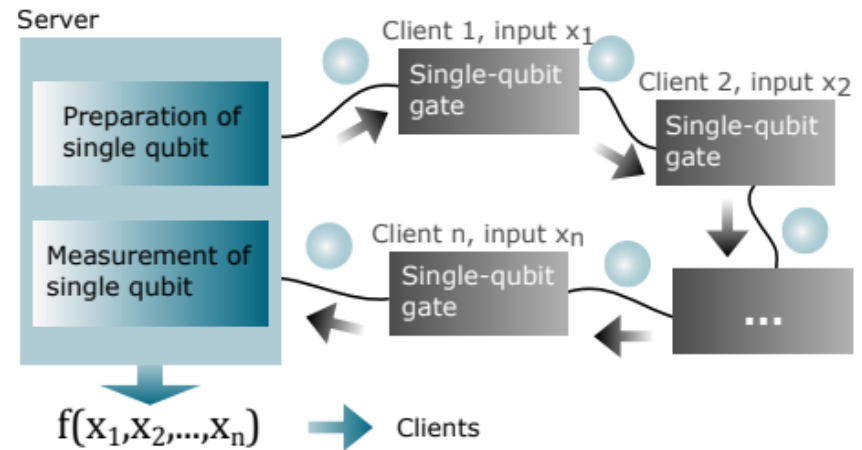 Server
Preparation of
single qubit
Measurement of
single qubit
Client 1, input x₁
Single-qubit
gate
Client 2, input x₂
Single-qubit
gate
...
Client n, input xₙ
Single-qubit
gate
f(x₁,x₂,...,xₙ)
Clients